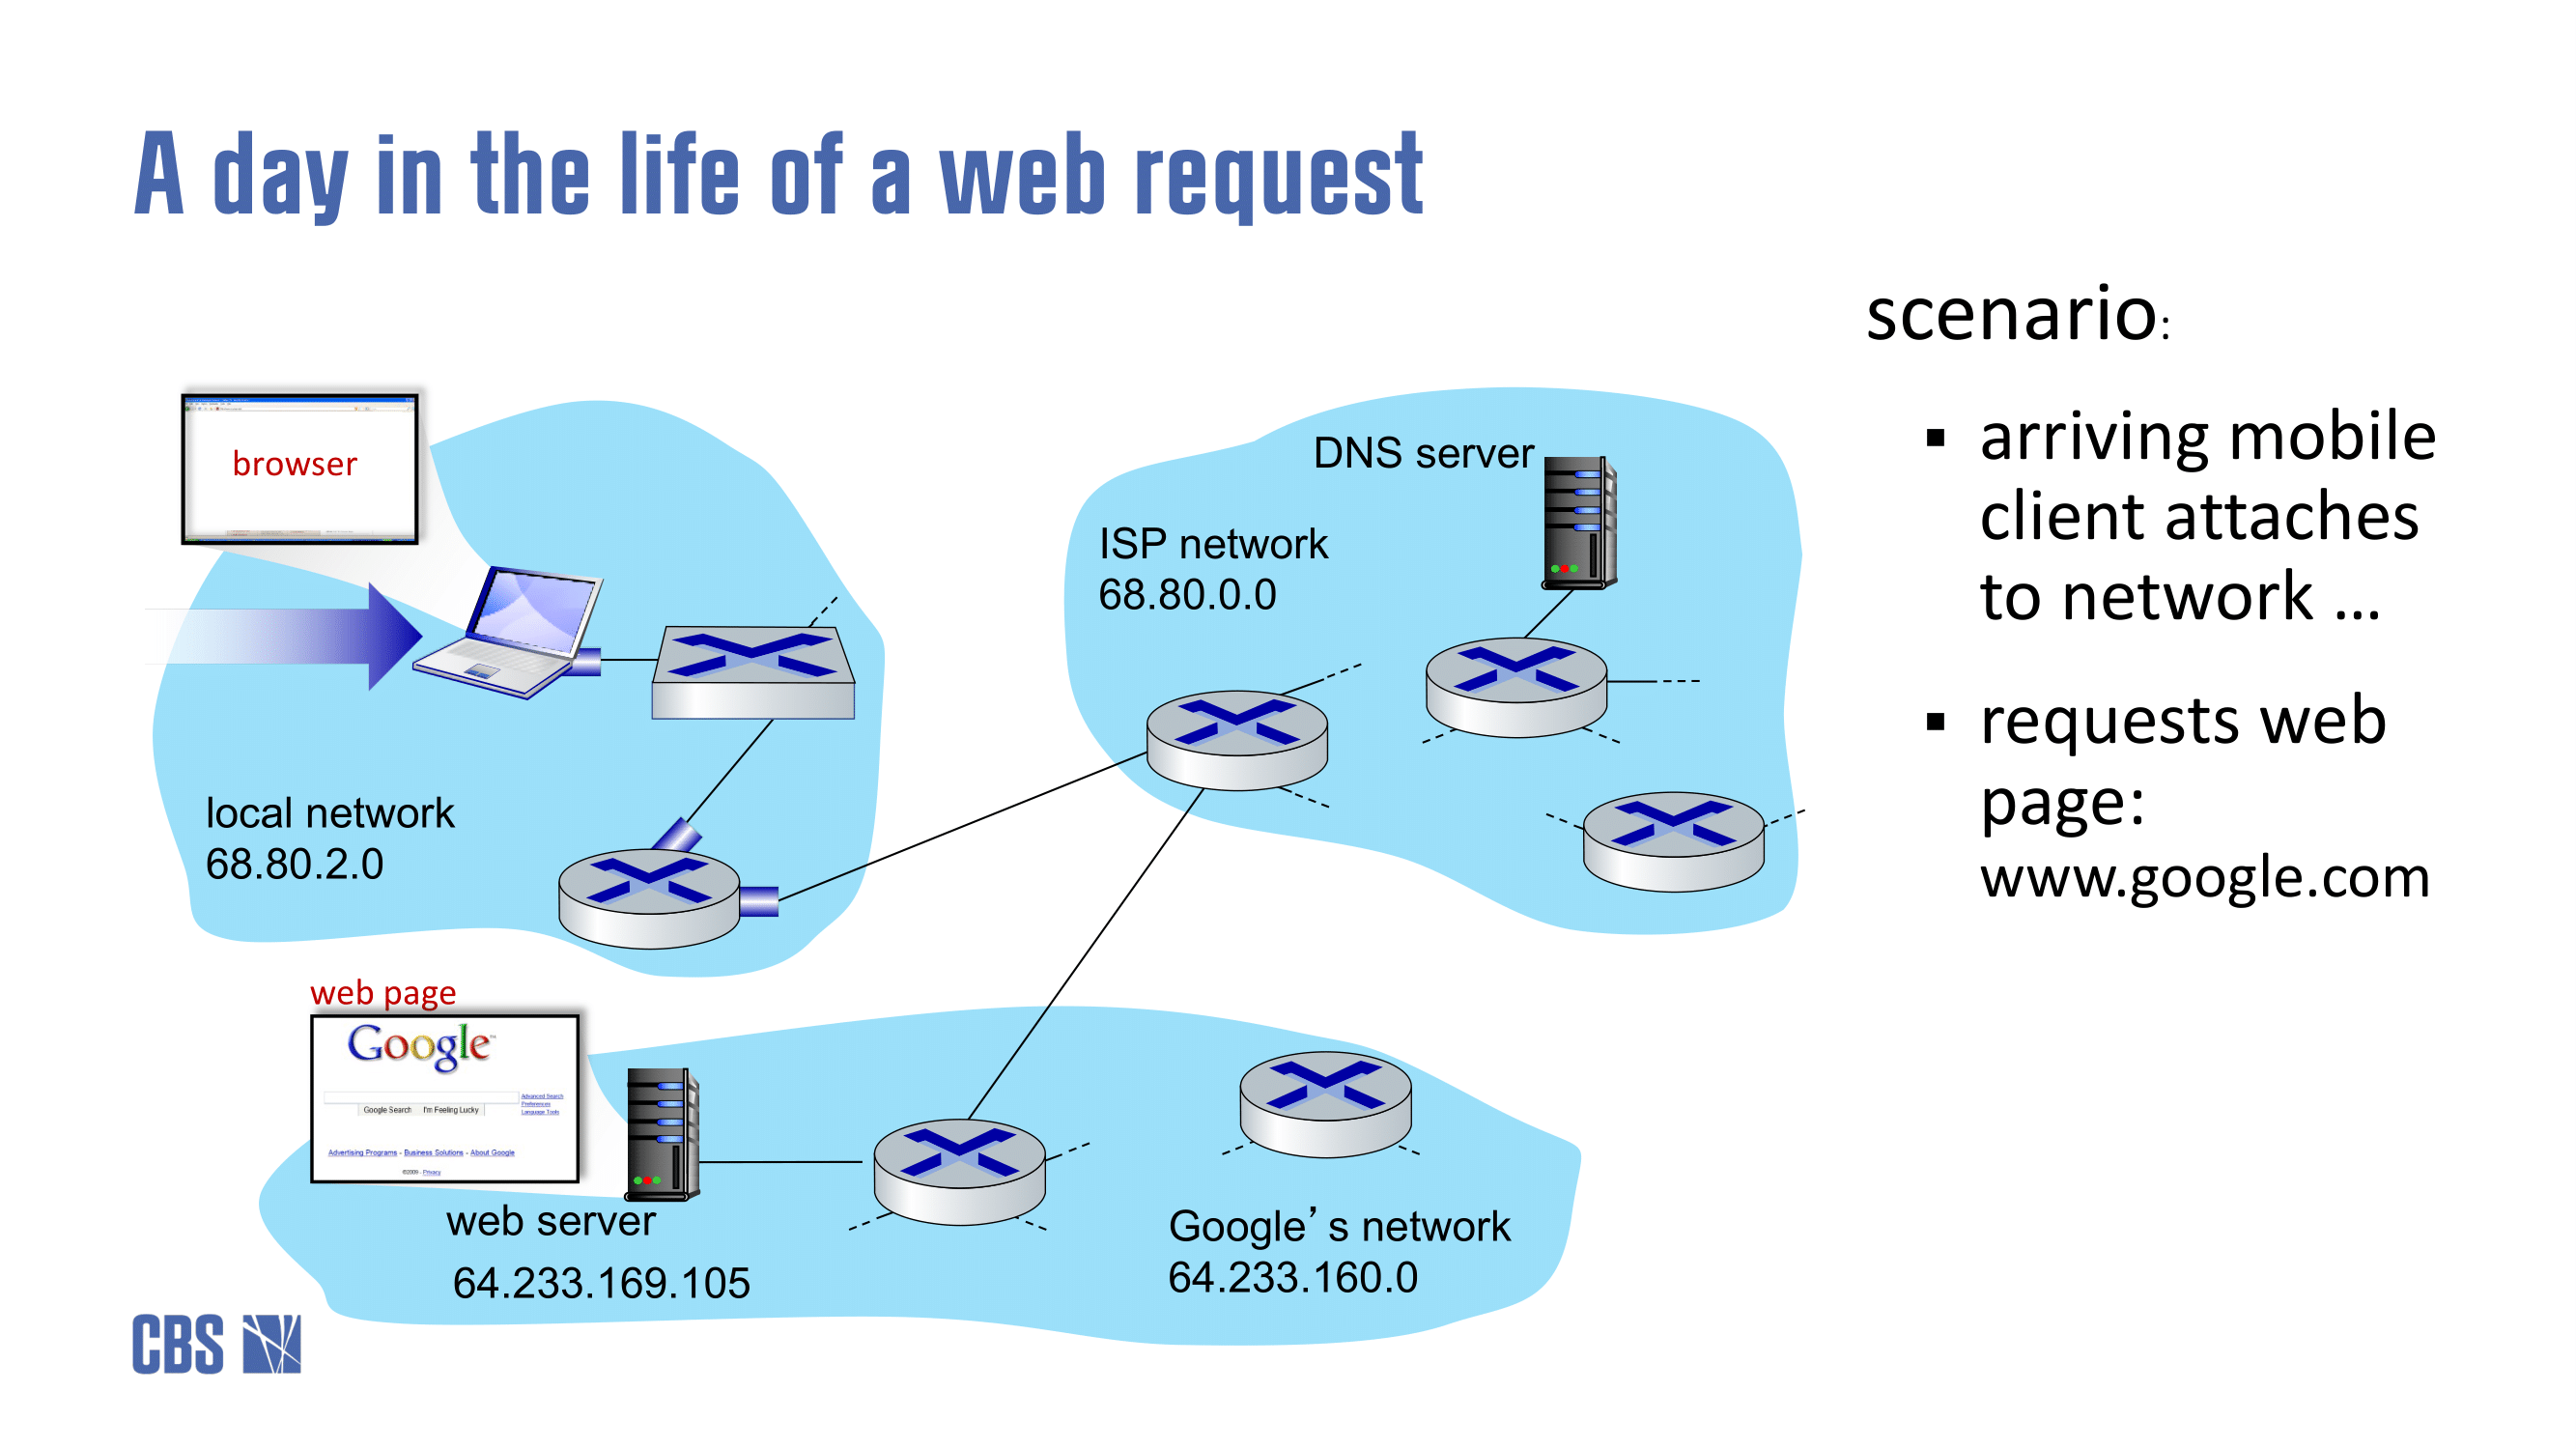 A day in the life of a web request
scenario:
▪ arriving mobile
client attaches
to network …
▪ requests web
page:
www.google.com
browser
local network
68.80.2.0
DNS server
ISP network
68.80.0.0
web page
Google™
Advanced Search
Preferences
Language Tools
Google Search I'm Feeling Lucky
Advertising Programs - Business Solutions - About Google
©2009 - Privacy
web server
64.233.169.105
Google’s network
64.233.160.0
CBS